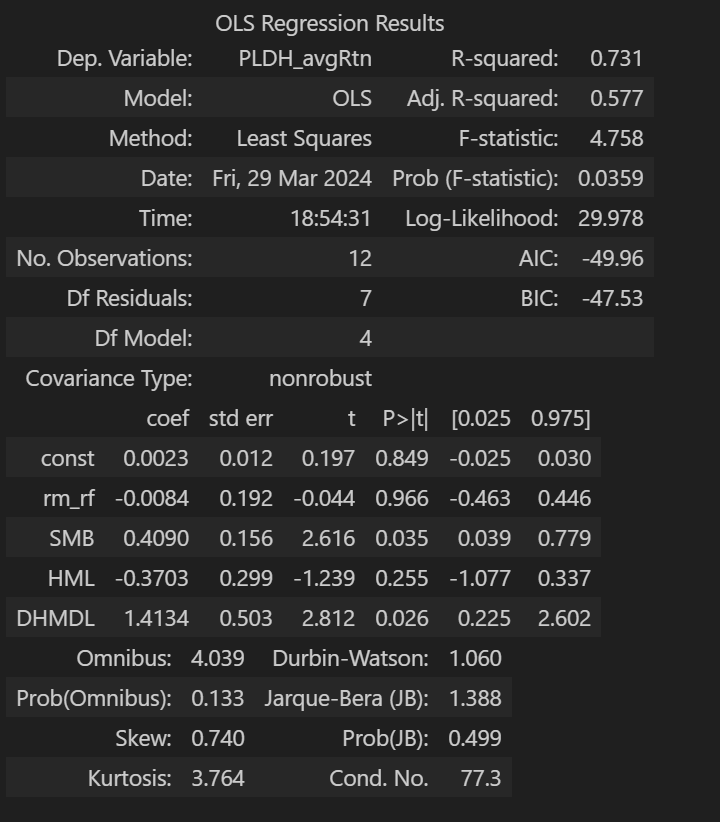 OLS Regression Results
Dep. Variable: PLDH_avgRtn R-squared: 0.731
Model: OLS Adj. R-squared: 0.577
Method: Least Squares F-statistic: 4.758
Date: Fri, 29 Mar 2024 Prob (F-statistic): 0.0359
Time: 18:54:31 Log-Likelihood: 29.978
No. Observations: 12 AIC: -49.96
Df Residuals: 7 BIC: -47.53
Df Model: 4
Covariance Type: nonrobust
coef std err t P>|t| [0.025 0.975]
const 0.0023 0.012 0.197 0.849 -0.025 0.030
rm_rf -0.0084 0.192 -0.044 0.966 -0.463 0.446
SMB 0.4090 0.156 2.616 0.035 0.039 0.779
HML -0.3703 0.299 -1.239 0.255 -1.077 0.337
DHMDL 1.4134 0.503 2.812 0.026 0.225 2.602
Omnibus: 4.039 Durbin-Watson: 1.060
Prob(Omnibus): 0.133 Jarque-Bera (JB): 1.388
Skew: 0.740 Prob(JB): 0.499
Kurtosis: 3.764 Cond. No. 77.3